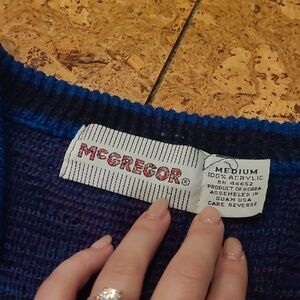 McGREGOR®
MEDIUM
100% ACRYLIC
RN 46652
PRODUCT OF KOREA
ASSEMBLED IN
GUAM USA
CARE REVERSE